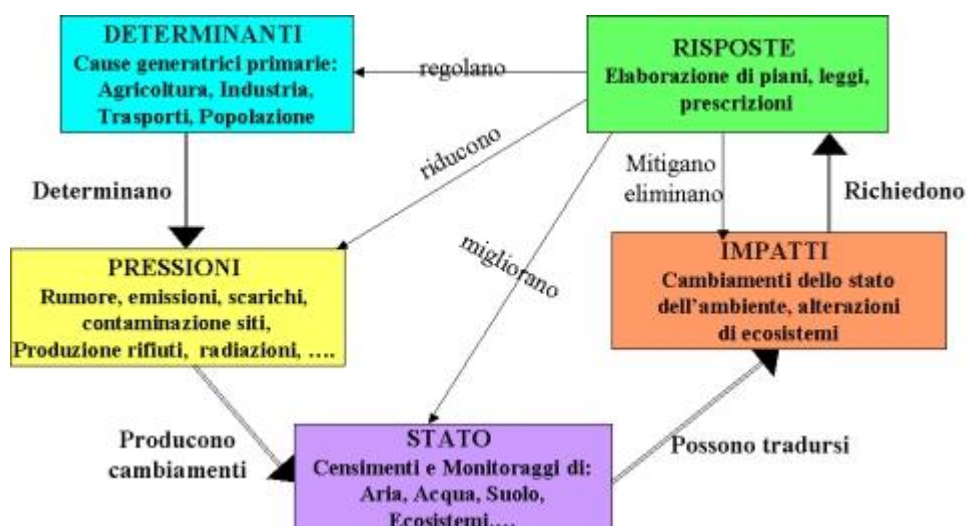 DETERMINANTI
Cause generatrici primarie:
Agricoltura, Industria,
Trasporti, Popolazione
regolano
RISPOSTE
Elaborazione di piani, leggi,
prescrizioni
riducono
Mitigano
eliminano
Determinano
Richiedono
migliorano
PRESSIONI
Rumore, emissioni, scarichi,
contaminazione siti,
Produzione rifiuti, radiazioni, ....
IMPATTI
Cambiamenti dello stato
dell'ambiente, alterazioni
di ecosistemi
Producono
cambiamenti
STATO
Censimenti e Monitoraggi di:
Aria, Acqua, Suolo,
Ecosistemi....
Possono tradursi